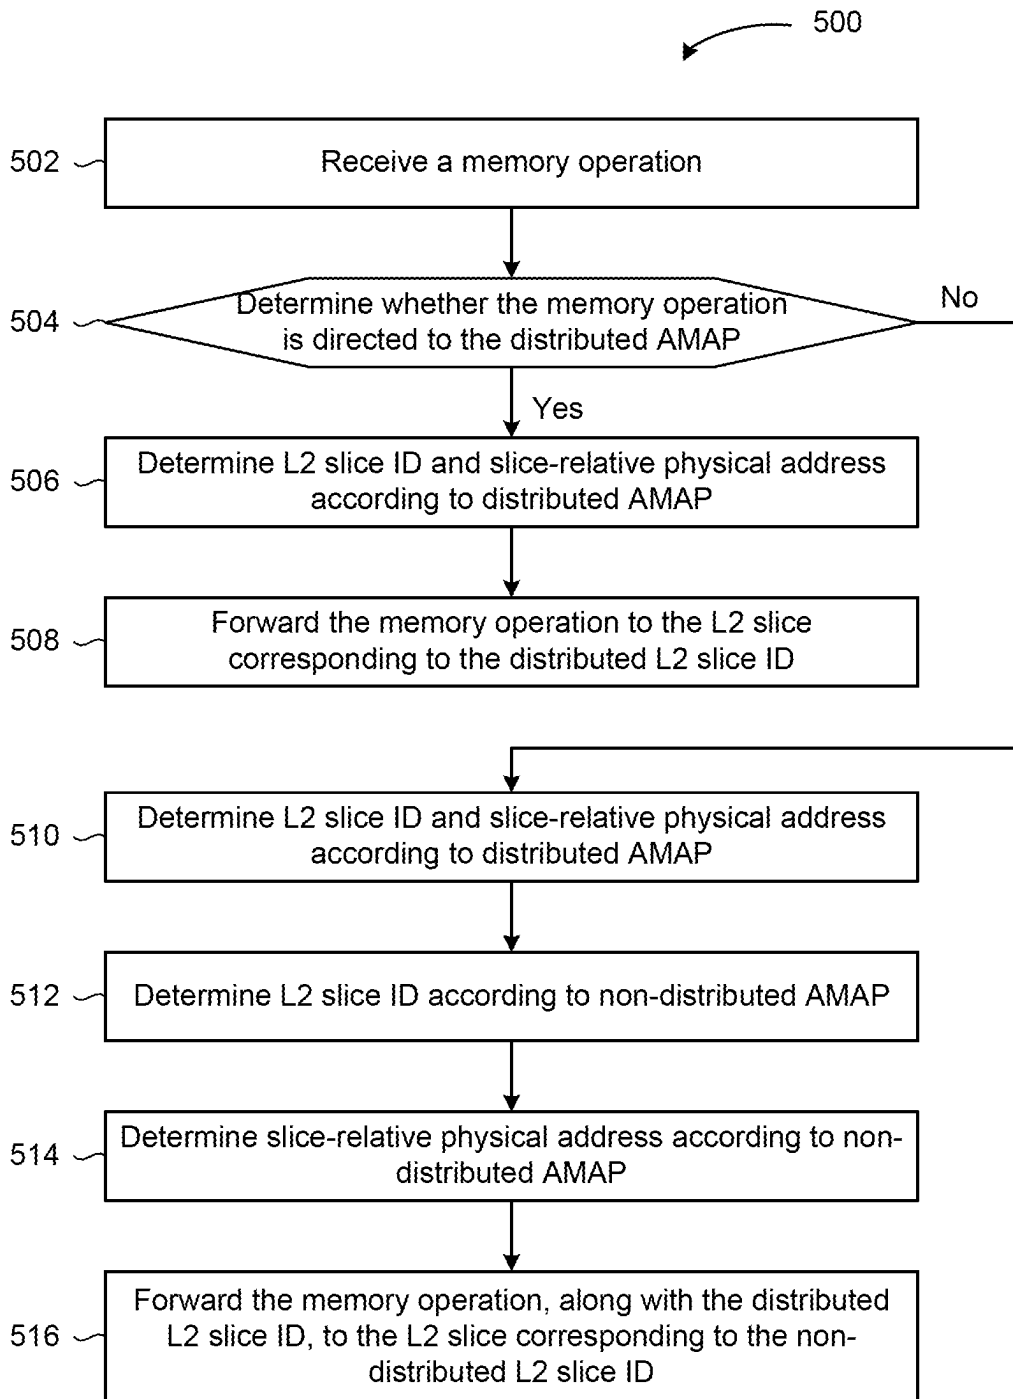 500
502
Receive a memory operation
504
Determine whether the memory operation
is directed to the distributed AMAP
No
Yes
506
Determine L2 slice ID and slice-relative physical address
according to distributed AMAP
508
Forward the memory operation to the L2 slice
corresponding to the distributed L2 slice ID
510
Determine L2 slice ID and slice-relative physical address
according to distributed AMAP
512
Determine L2 slice ID according to non-distributed AMAP
514
Determine slice-relative physical address according to non-
distributed AMAP
516
Forward the memory operation, along with the distributed
L2 slice ID, to the L2 slice corresponding to the non-
distributed L2 slice ID